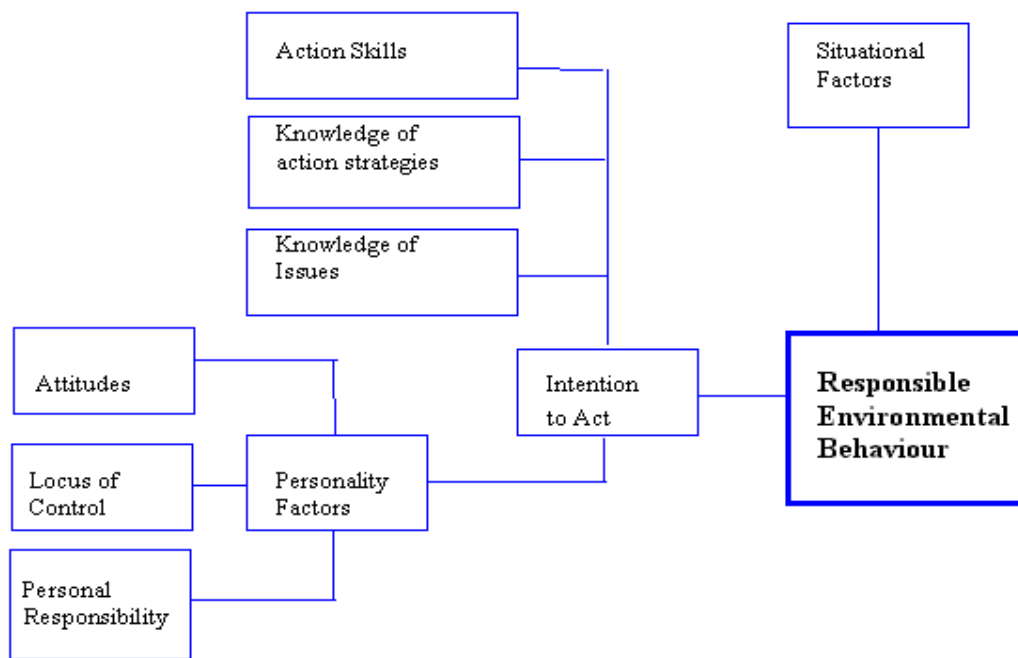 Action Skills
Situational
Factors
Knowledge of
action strategies
Knowledge of
Issues
Attitudes
Intention
to Act
Responsible
Environmental
Behaviour
Locus of
Control
Personality
Factors
Personal
Responsibility